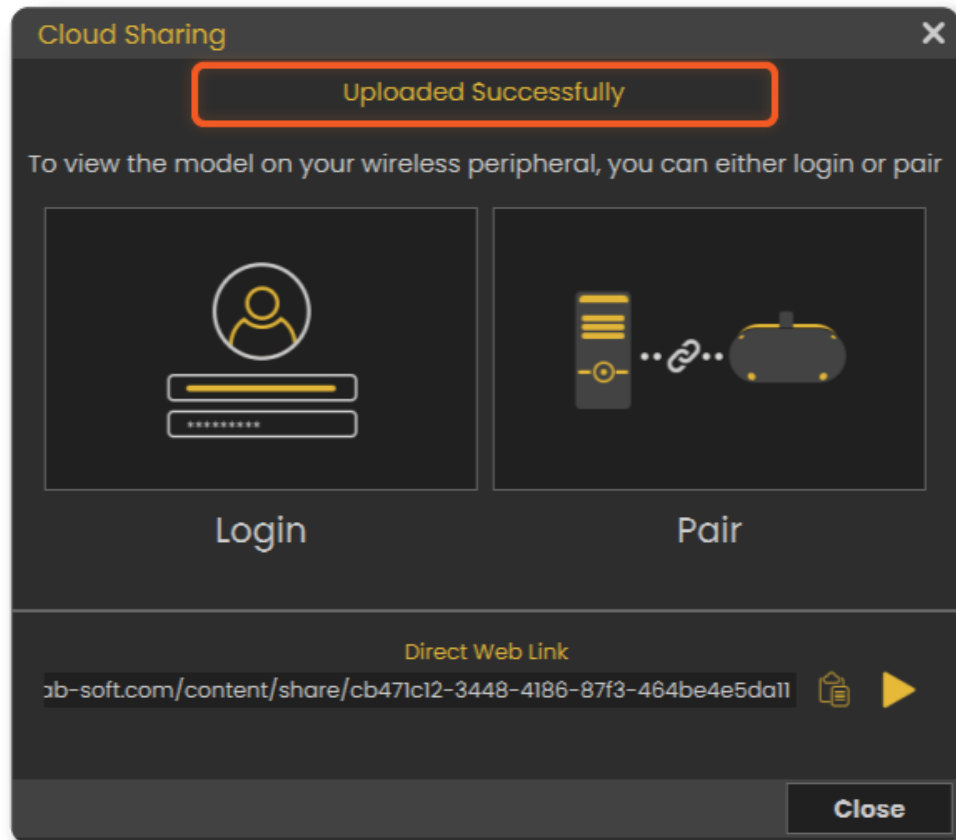 Cloud Sharing
Uploaded Successfully
To view the model on your wireless peripheral, you can either login or pair
*********
Login
Pair
Direct Web Link
ab-soft.com/content/share/cb471c12-3448-4186-87f3-464be4e5da11
Close